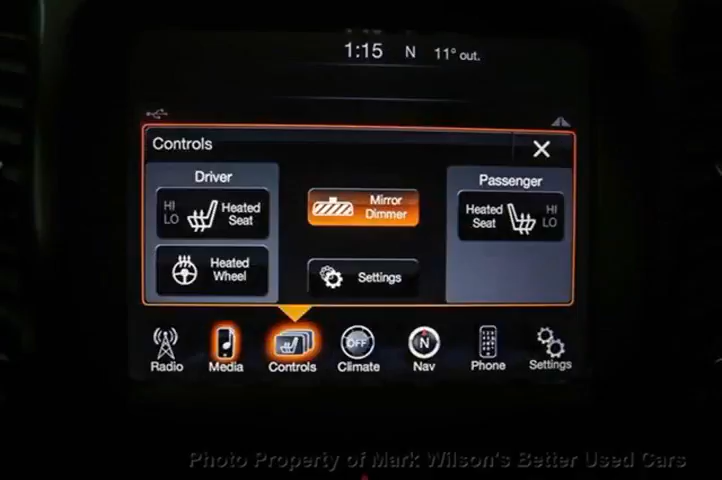 1:15 N 11° out.
Controls X
Driver
HI
LO
Heated
Seat
Heated
Wheel
Mirror
Dimmer
Settings
Passenger
Heated
Seat
HI
LO
Radio
Media
Controls
OFF
Climate
N
Nav
Phone
Settings
Photo Property of Mark Wilson's Better Used Cars